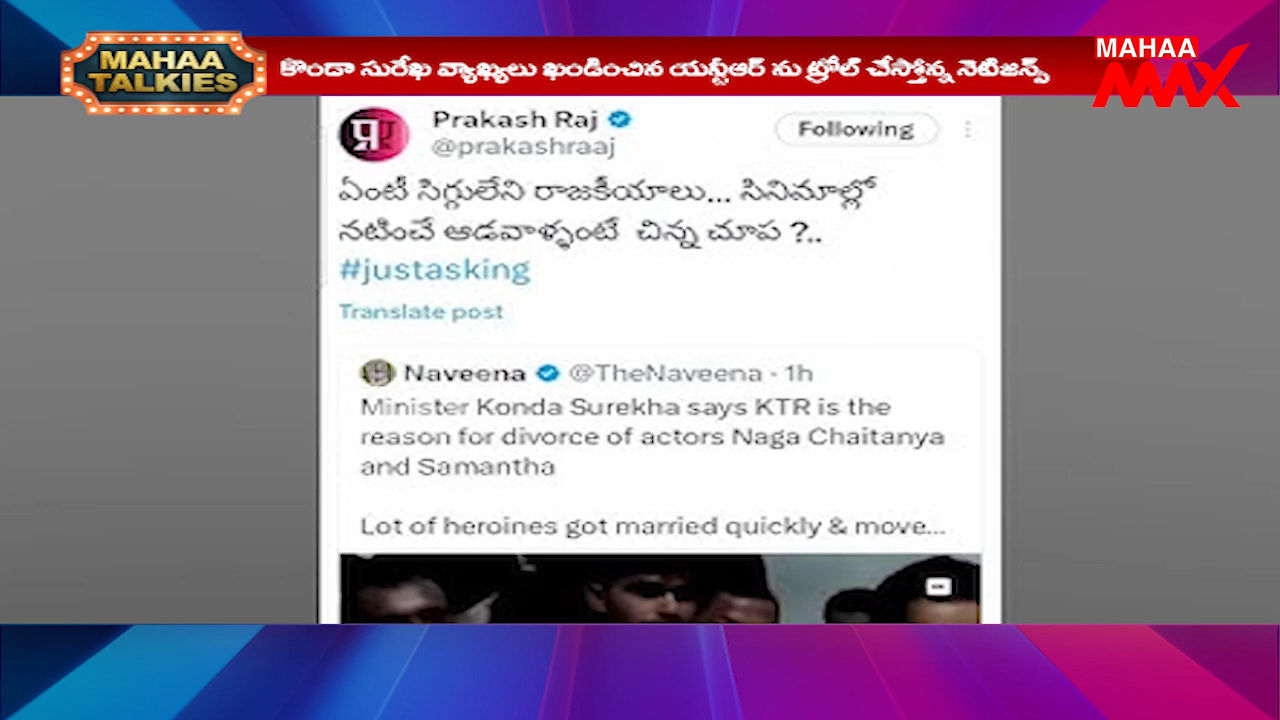 MAHAA
TALKIES
కొండా సురేఖ వ్యాఖ్యలు ఖండించిన యన్టీఆర్ ను ట్రోల్ చేస్తోన్న నెటిజన్స్
MAHAA
MAX
Prakash Raj
@prakashraaj
Following
ఏంటీ సిగ్గులేని రాజకీయాలు... సినిమాల్లో
నటించే ఆడవాళ్ళంటే చిన్న చూపా ?..
#justasking
Translate post
Naveena @TheNaveena · 1h
Minister Konda Surekha says KTR is the
reason for divorce of actors Naga Chaitanya
and Samantha
Lot of heroines got married quickly & move...